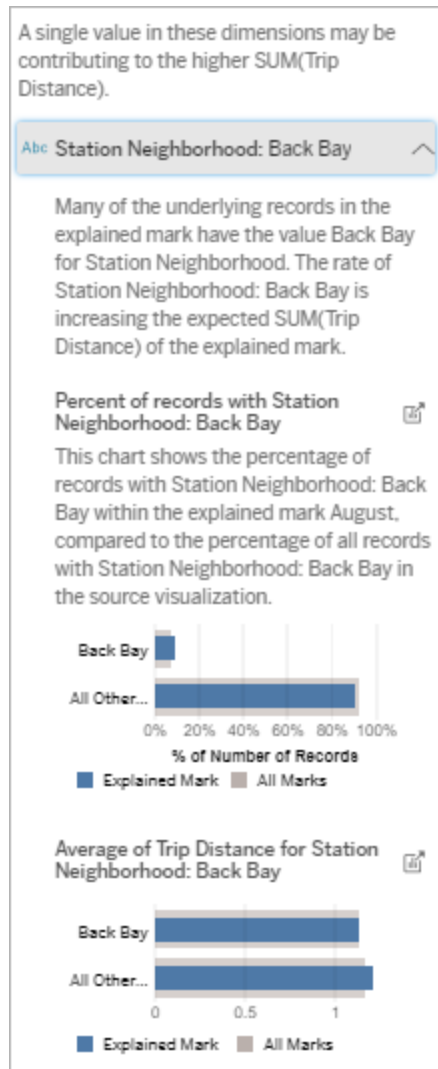 A single value in these dimensions may be
contributing to the higher SUM(Trip
Distance).
Abc Station Neighborhood: Back Bay
Many of the underlying records in the
explained mark have the value Back Bay
for Station Neighborhood. The rate of
Station Neighborhood: Back Bay is
increasing the expected SUM(Trip
Distance) of the explained mark.
Percent of records with Station
Neighborhood: Back Bay
This chart shows the percentage of
records with Station Neighborhood: Back
Bay within the explained mark August,
compared to the percentage of all records
with Station Neighborhood: Back Bay in
the source visualization.
Back Bay
All Other...
0% 20% 40% 60% 80% 100%
% of Number of Records
Explained Mark All Marks
Average of Trip Distance for Station
Neighborhood: Back Bay
Back Bay
All Other...
0 0.5 1
Explained Mark All Marks